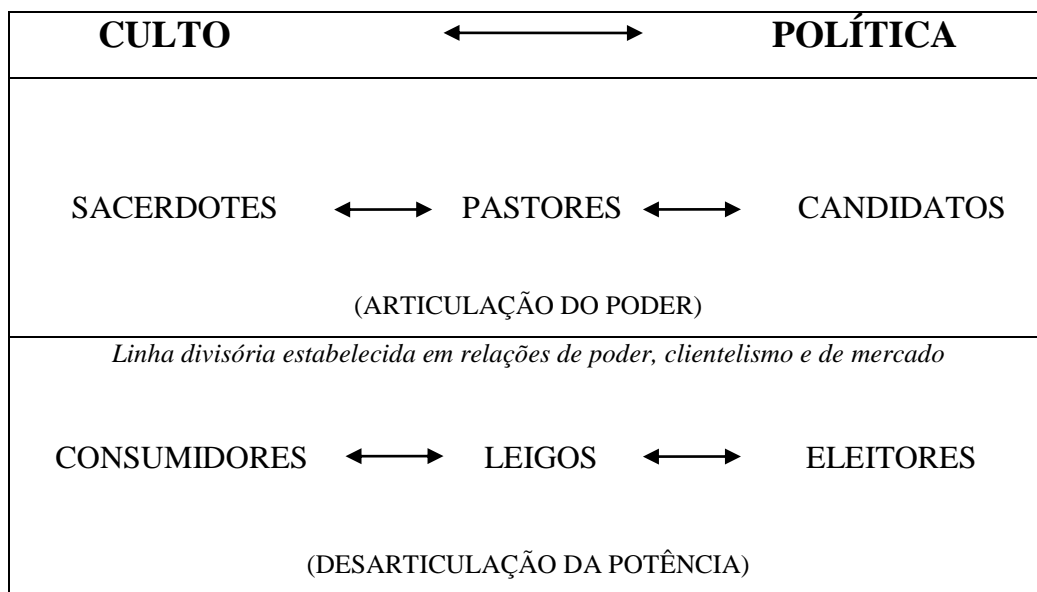 CULTO POLÍTICA
SACERDOTES PASTORES CANDIDATOS
(ARTICULAÇÃO DO PODER)
Linha divisória estabelecida em relações de poder, clientelismo e de mercado
CONSUMIDORES LEIGOS ELEITORES
(DESARTICULAÇÃO DA POTÊNCIA)